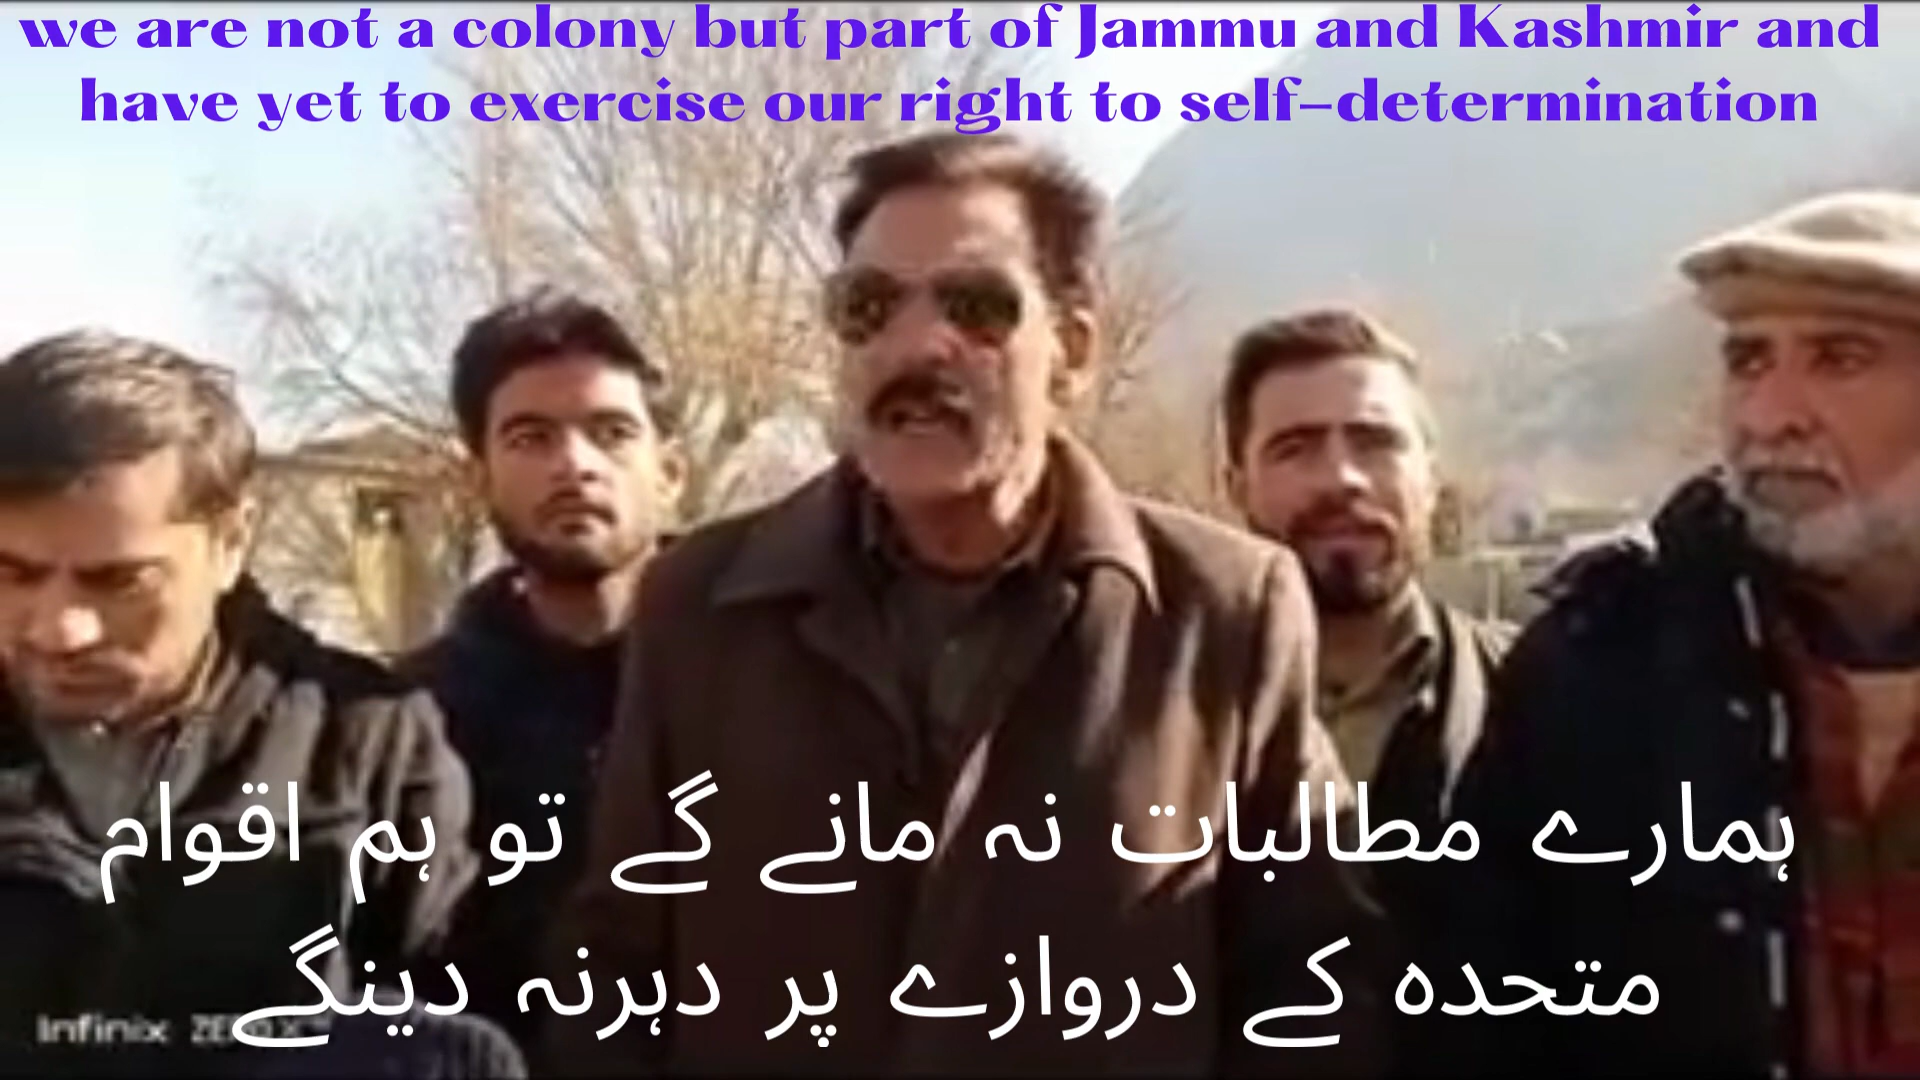 we are not a colony but part of Jammu and Kashmir and
have yet to exercise our right to self-determination
ہمارے مطالبات نہ مانے گے تو ہم اقوام
متحدہ کے دروازے پر دہرنہ دینگے
Infinix